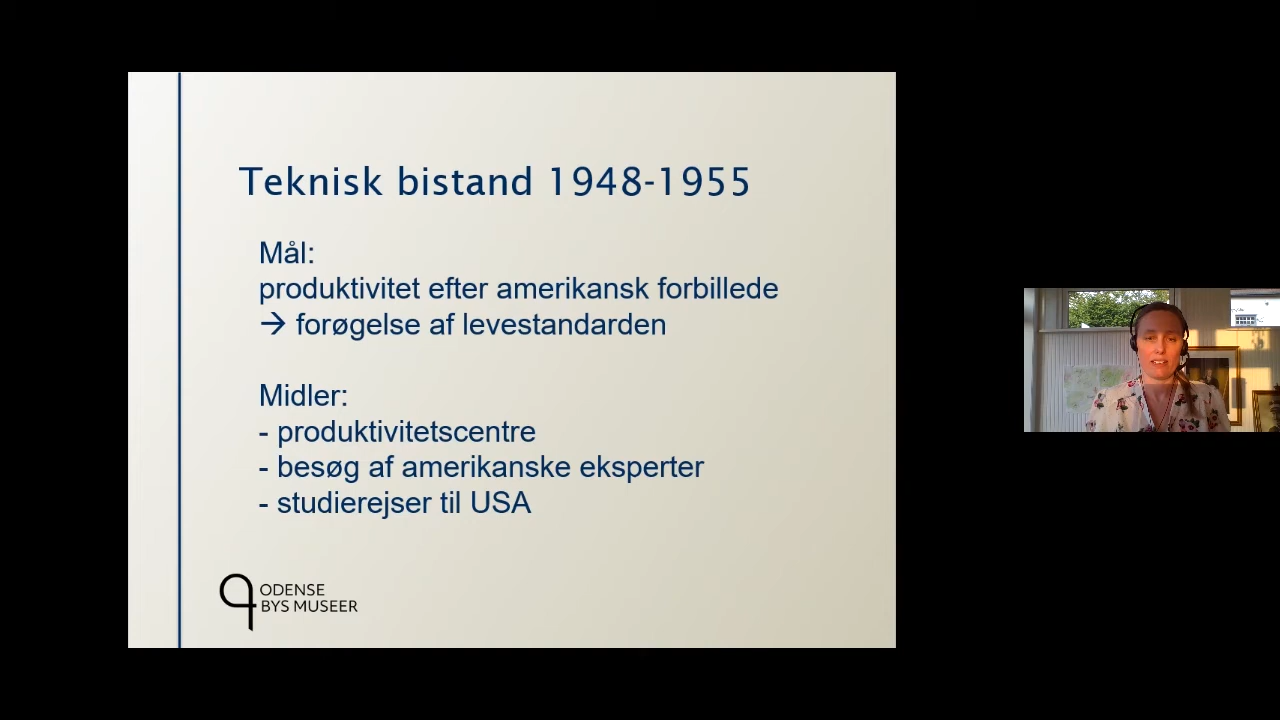 Teknisk bistand 1948-1955
Mål:
produktivitet efter amerikansk forbillede
→ forøgelse af levestandarden
Midler:
- produktivitetscentre
- besøg af amerikanske eksperter
- studierejser til USA
ODENSE
BYS MUSEER